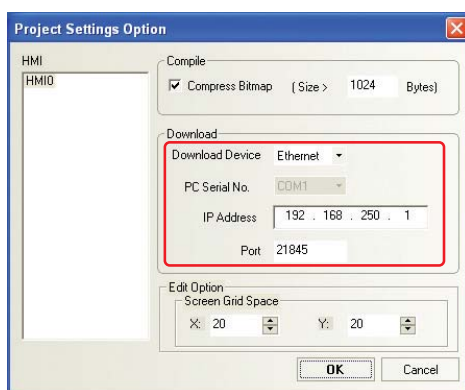 Project Settings Option
HMI
HMI0
Compile
Compress Bitmap ( Size > 1024 Bytes)
Download
Download Device Ethernet
PC Serial No. COM1
IP Address 192 . 168 . 250 . 1
Port 21845
Edit Option
Screen Grid Space
X: 20 Y: 20
OK Cancel